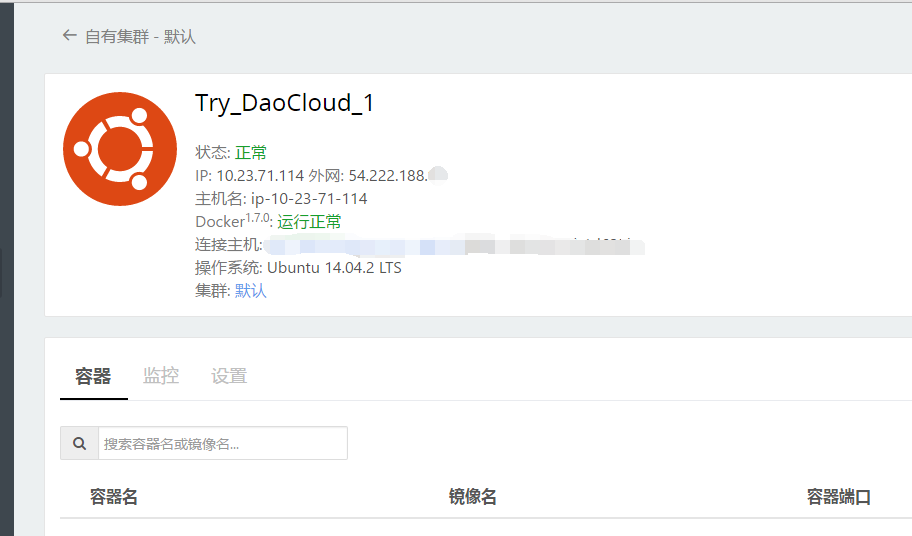 ← 自有集群 - 默认
Try_DaoCloud_1
状态: 正常
IP: 10.23.71.114 外网: 54.222.188.
主机名: ip-10-23-71-114
Docker1.7.0: 运行正常
连接主机:
操作系统: Ubuntu 14.04.2 LTS
集群: 默认
容器 监控 设置
搜索容器名或镜像名...
容器名 镜像名 容器端口